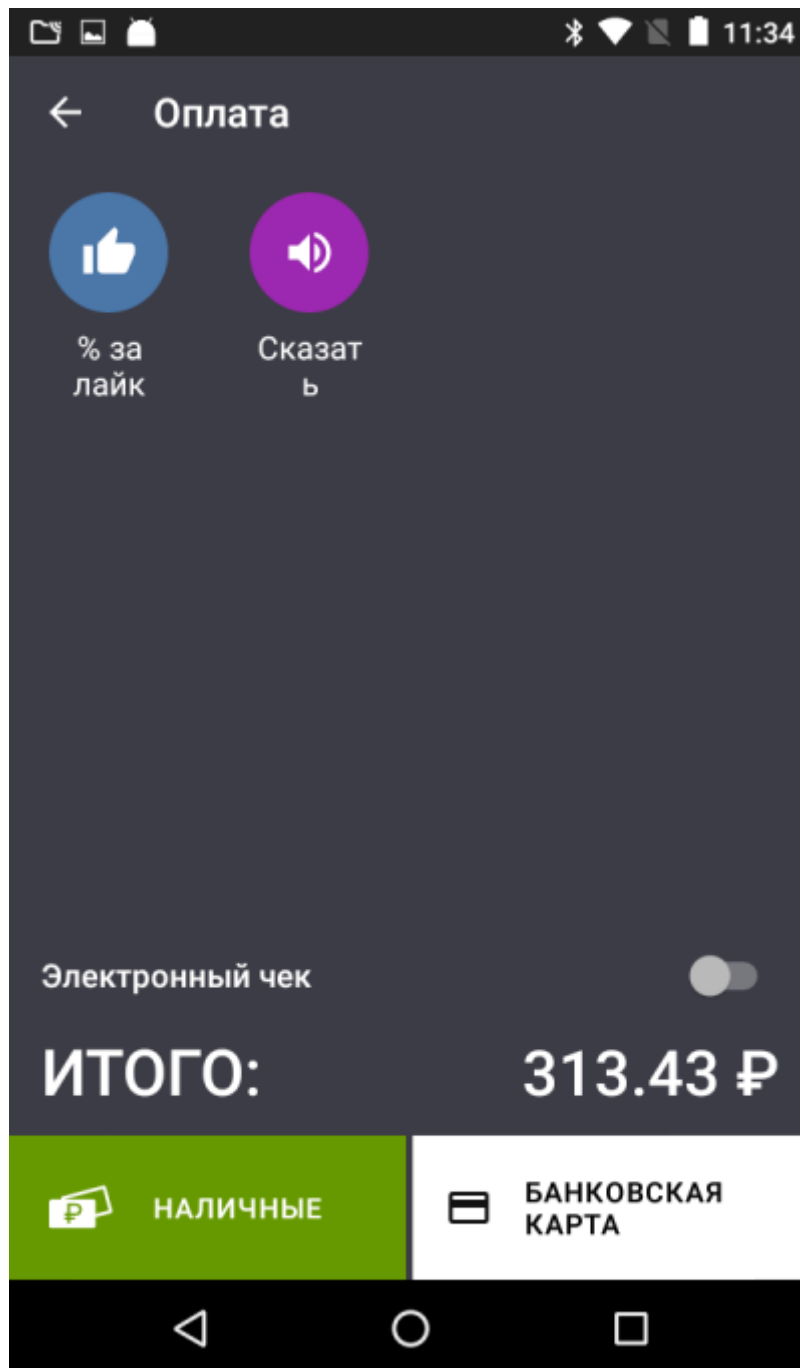 11:34
Оплата
% за
лайк
Сказат
ь
Электронный чек
ИТОГО: 313.43 ₽
₽ НАЛИЧНЫЕ
БАНКОВСКАЯ
КАРТА